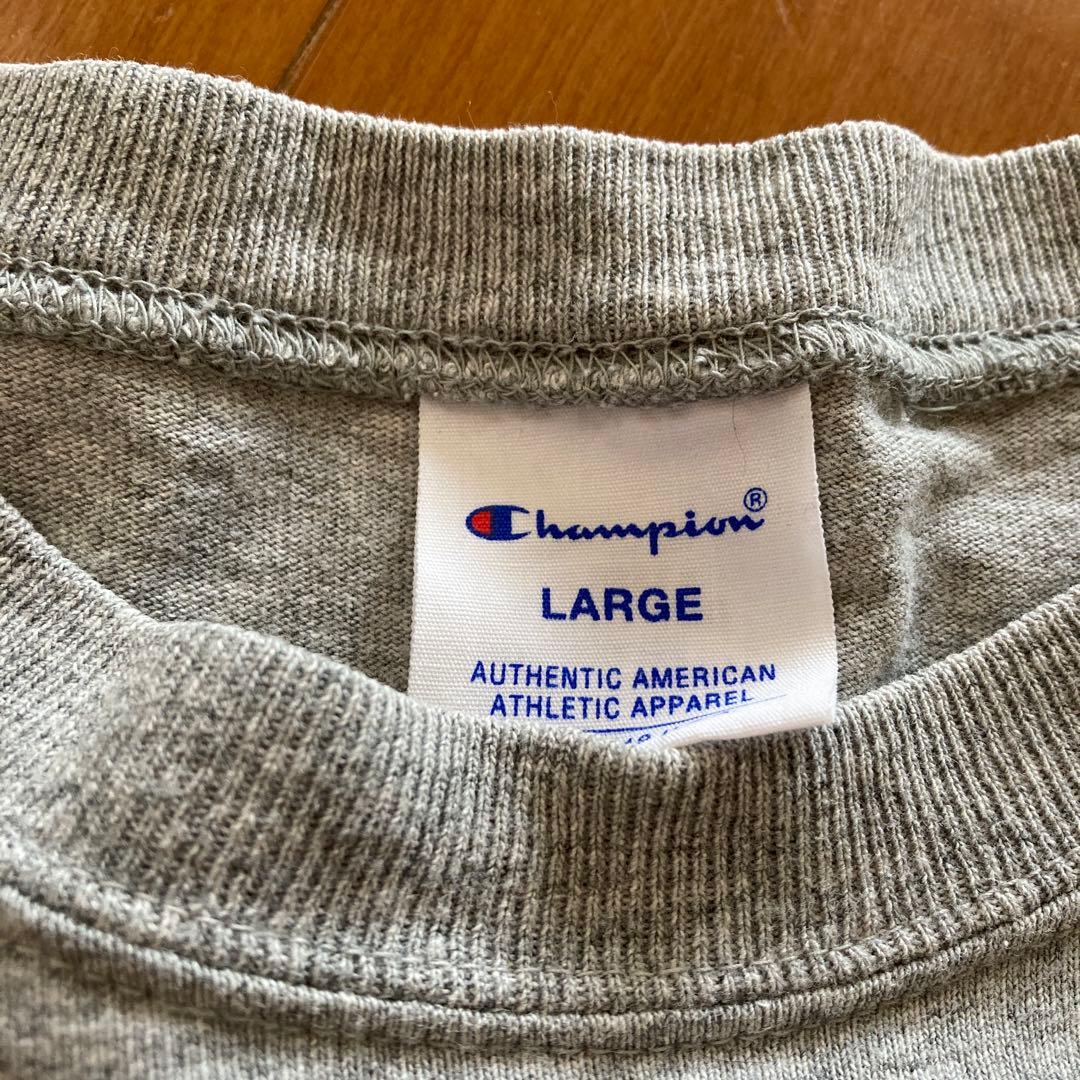 Champion®
LARGE
AUTHENTIC AMERICAN
ATHLETIC APPAREL